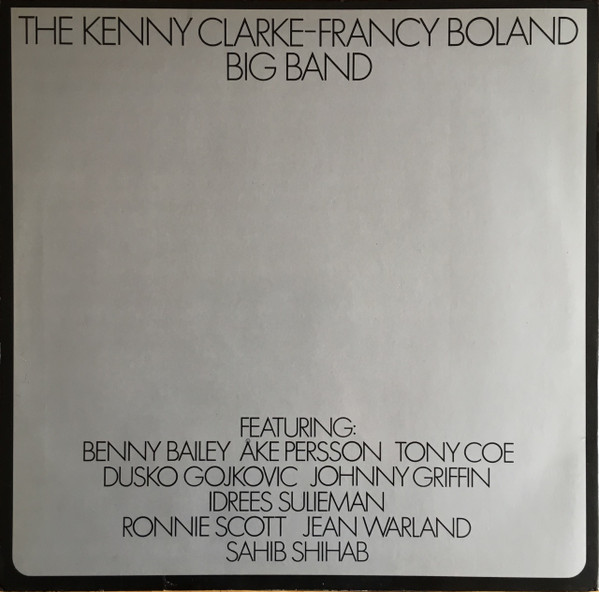 THE KENNY CLARKE-FRANCY BOLAND
BIG BAND
FEATURING:
BENNY BAILEY ÅKE PERSSON TONY COE
DUSKO GOJKOVIC JOHNNY GRIFFIN
IDREES SULIEMAN
RONNIE SCOTT JEAN WARLAND
SAHIB SHIHAB